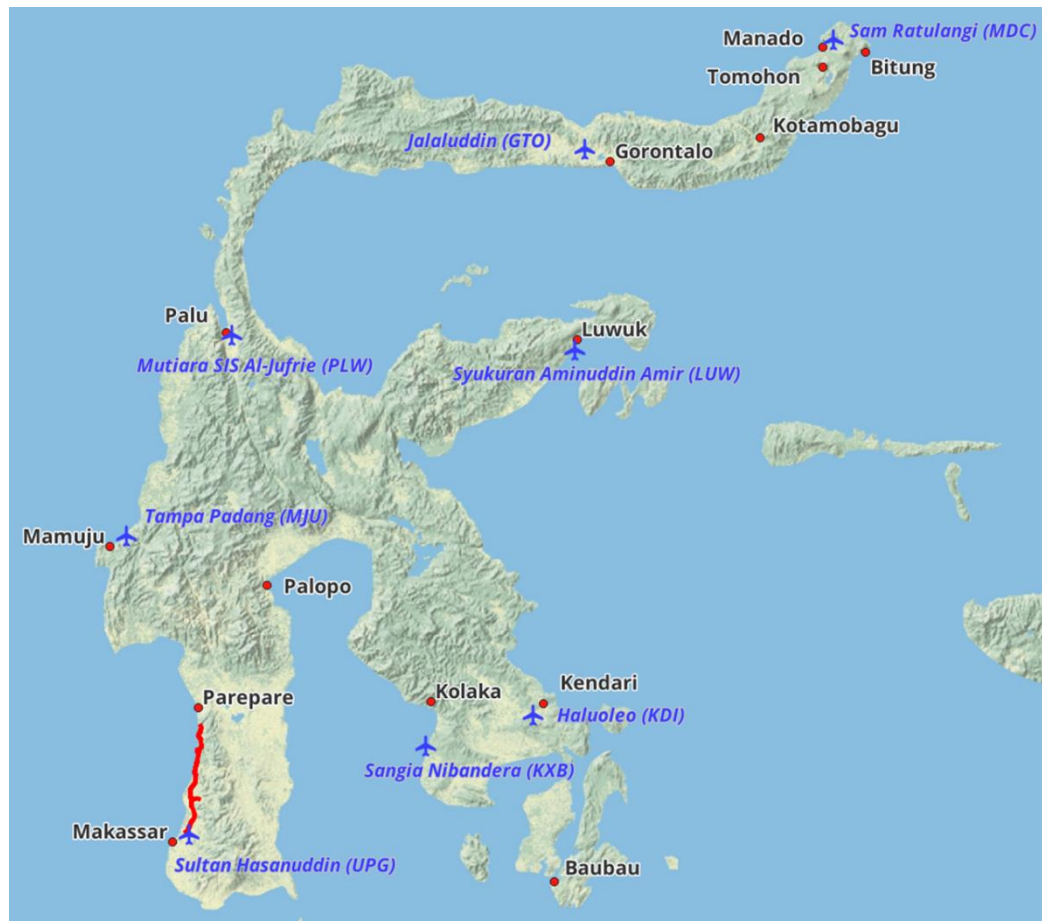 Sam Ratulangi (MDC)
Manado
Bitung
Tomohon
Kotamobagu
Jalaluddin (GTO)
Gorontalo
Palu
Luwuk
Mutiara SIS Al-Jufrie (PLW)
Syukuran Aminuddin Amir (LUW)
Tampa Padang (MJU)
Mamuju
Palopo
Parepare
Kolaka
Kendari
Haluoleo (KDI)
Sangia Nibandera (KXB)
Makassar
Sultan Hasanuddin (UPG)
Baubau